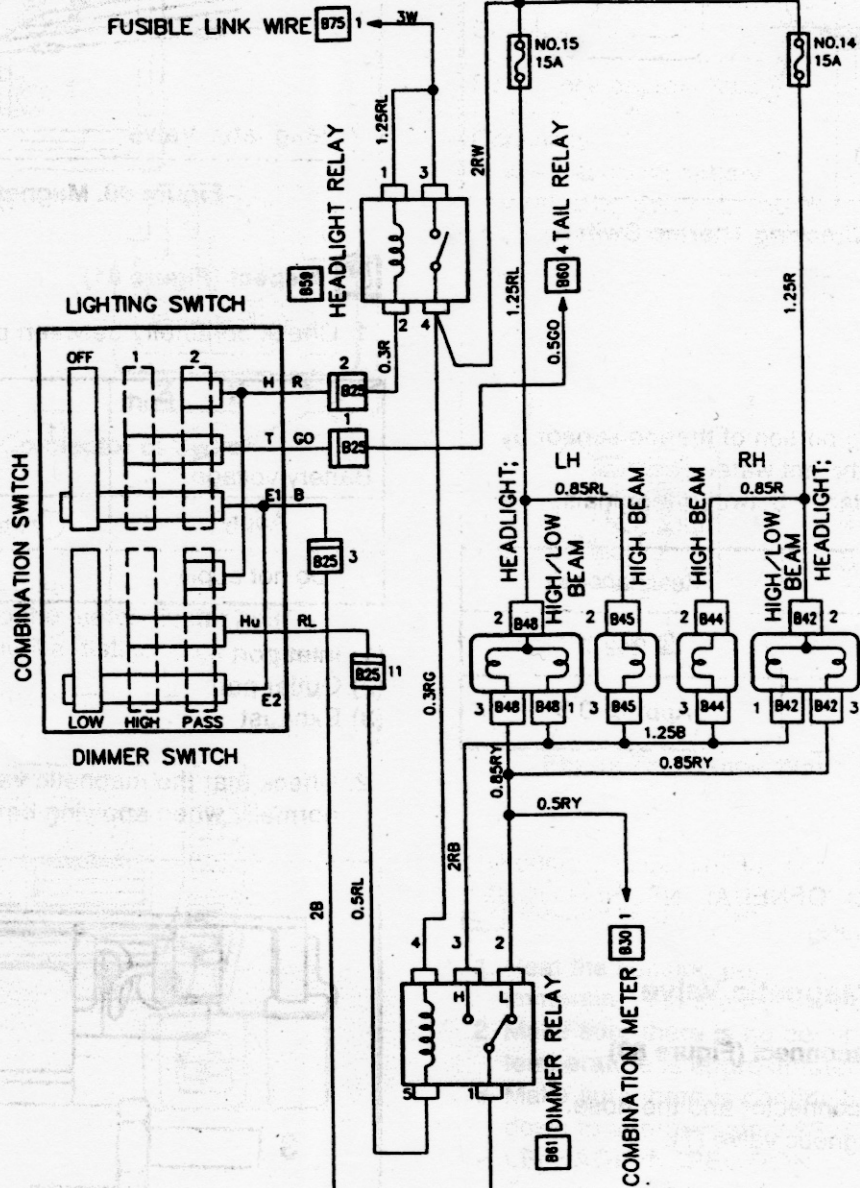 FUSIBLE LINK WIRE B75 1 3W
NO.15
15A
NO.14
15A
1.25RL
2RW
1 3
HEADLIGHT RELAY
B59
2 4
TAIL RELAY
4
B60
0.5GO
1.25RL
1.25R
LIGHTING SWITCH
OFF 1 2
H R
2
B25
0.3R
T GO
1
B25
E1 B
B25 3
COMBINATION SWITCH
Hu RL
B25 11
E2
LOW HIGH PASS
DIMMER SWITCH
0.3RG
HEADLIGHT;
LH
0.85RL
HIGH/LOW
BEAM
HIGH BEAM
HIGH BEAM
RH
0.85R
HIGH/LOW
BEAM
HEADLIGHT;
2 B48
2 B45
2 B44
B42 2
3 B48 B48 1
3 B45
3 B44
1 B42 B42 3
1.25B
0.85RY
0.85RY
0.5RY
2B
0.5RL
2RB
4 3 2
H L
5 1
DIMMER RELAY
B61
COMBINATION METER
B30 1